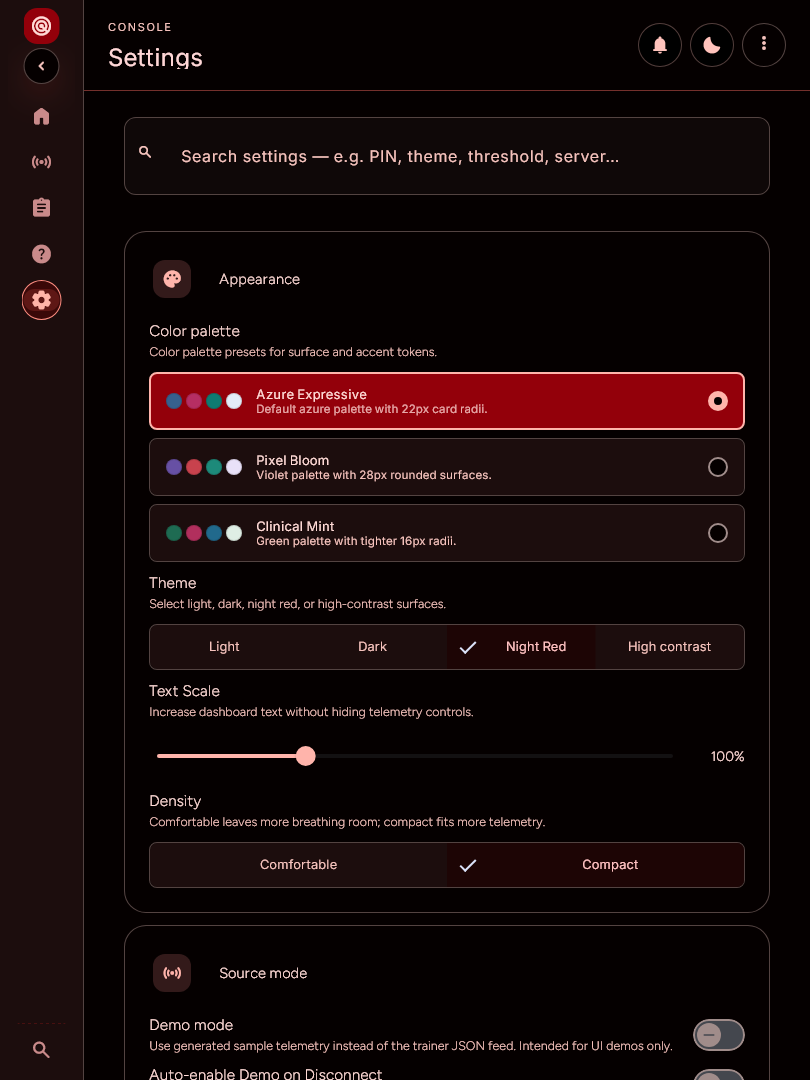 CONSOLE
Settings
Search settings — e.g. PIN, theme, threshold, server...
Appearance
Color palette
Color palette presets for surface and accent tokens.
Azure Expressive
Default azure palette with 22px card radii.
Pixel Bloom
Violet palette with 28px rounded surfaces.
Clinical Mint
Green palette with tighter 16px radii.
Theme
Select light, dark, night red, or high-contrast surfaces.
Light Dark Night Red High contrast
Text Scale
Increase dashboard text without hiding telemetry controls.
100%
Density
Comfortable leaves more breathing room; compact fits more telemetry.
Comfortable Compact
Source mode
Demo mode
Use generated sample telemetry instead of the trainer JSON feed. Intended for UI demos only.
Auto-enable Demo on Disconnect